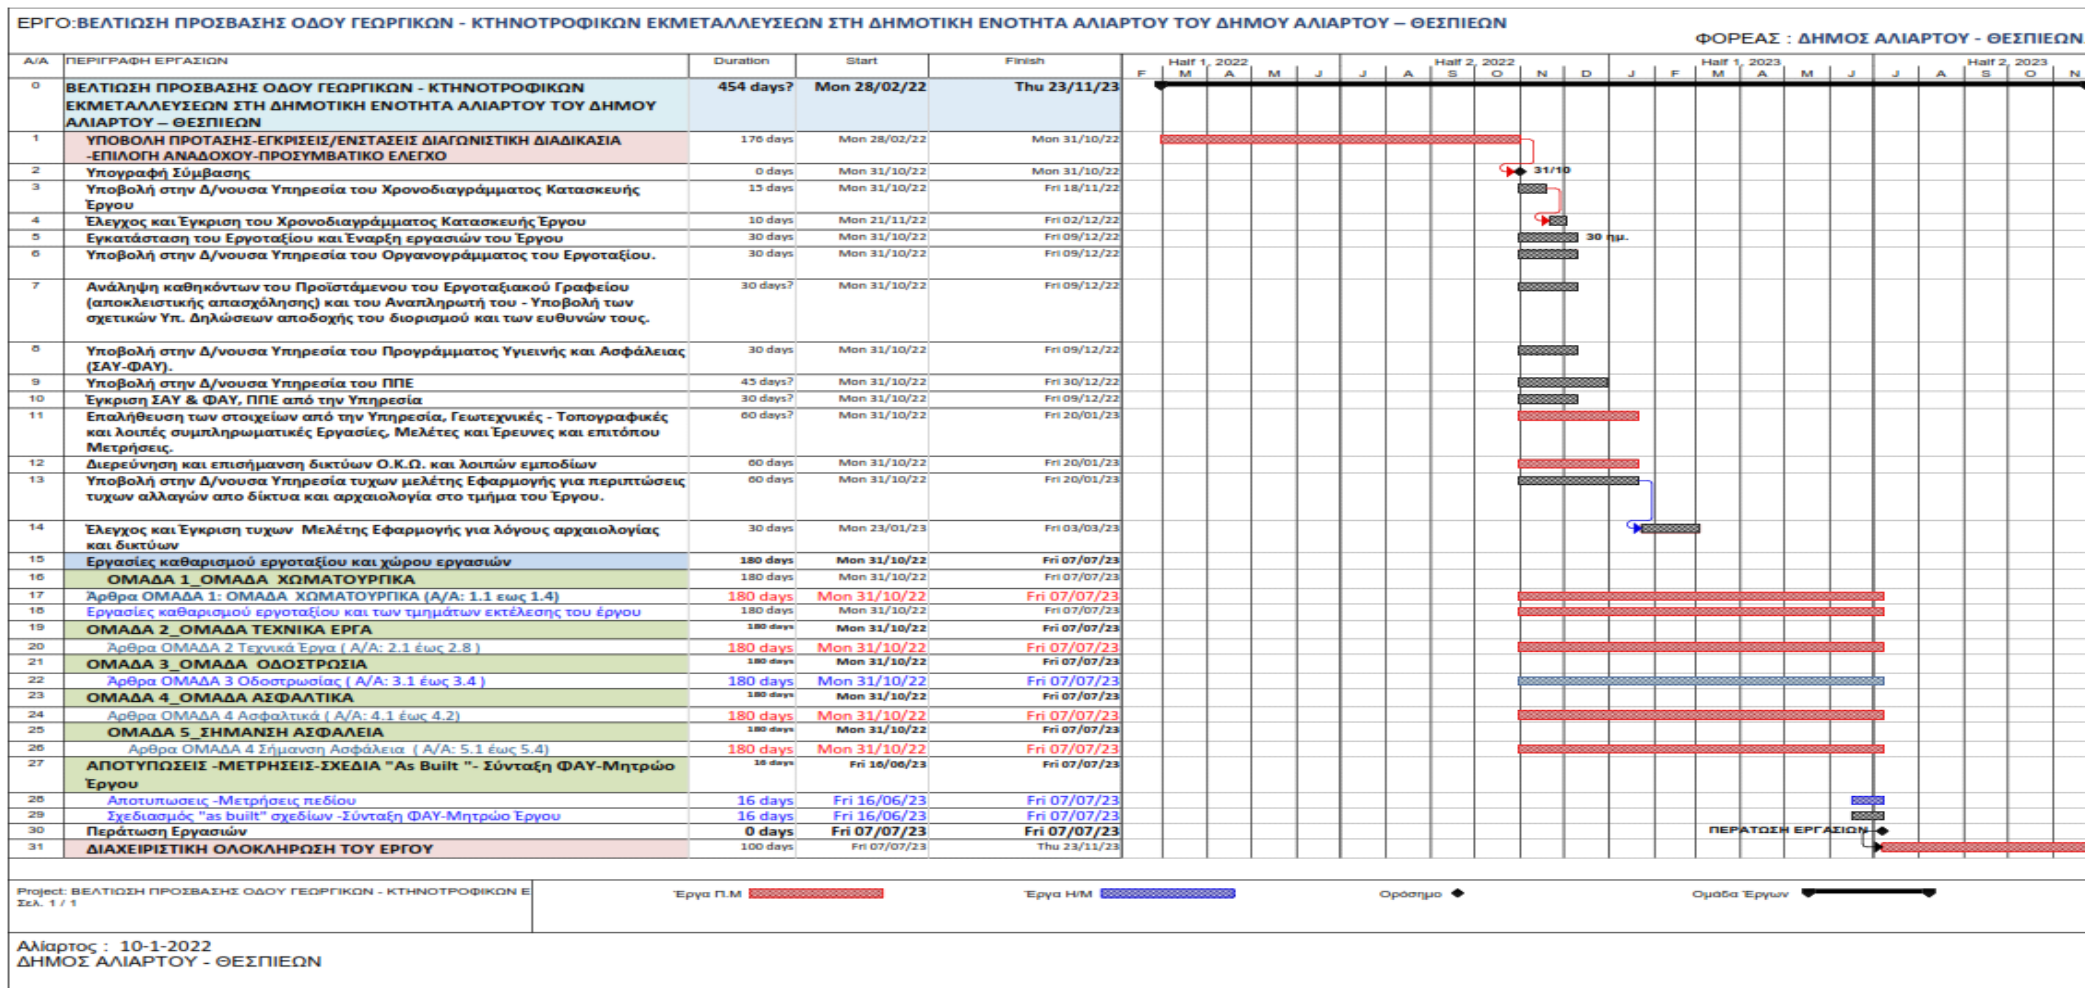 ΕΡΓΟ:ΒΕΛΤΙΩΣΗ ΠΡΟΣΒΑΣΗΣ ΟΔΟΥ ΓΕΩΡΓΙΚΩΝ - ΚΤΗΝΟΤΡΟΦΙΚΩΝ ΕΚΜΕΤΑΛΛΕΥΣΕΩΝ ΣΤΗ ΔΗΜΟΤΙΚΗ ΕΝΟΤΗΤΑ ΑΛΙΑΡΤΟΥ ΤΟΥ ΔΗΜΟΥ ΑΛΙΑΡΤΟΥ – ΘΕΣΠΙΕΩΝ
ΦΟΡΕΑΣ : ΔΗΜΟΣ ΑΛΙΑΡΤΟΥ - ΘΕΣΠΙΕΩΝ
Α/Α ΠΕΡΙΓΡΑΦΗ ΕΡΓΑΣΙΩΝ Duration Start Finish Half 1, 2022 Half 2, 2022 Half 1, 2023 Half 2, 2023
F M A M J J A S O N D J F M A M J J A S O N
0 ΒΕΛΤΙΩΣΗ ΠΡΟΣΒΑΣΗΣ ΟΔΟΥ ΓΕΩΡΓΙΚΩΝ - ΚΤΗΝΟΤΡΟΦΙΚΩΝ 454 days? Mon 28/02/22 Thu 23/11/23
ΕΚΜΕΤΑΛΛΕΥΣΕΩΝ ΣΤΗ ΔΗΜΟΤΙΚΗ ΕΝΟΤΗΤΑ ΑΛΙΑΡΤΟΥ ΤΟΥ ΔΗΜΟΥ
ΑΛΙΑΡΤΟΥ – ΘΕΣΠΙΕΩΝ
1 ΥΠΟΒΟΛΗ ΠΡΟΤΑΣΗΣ-ΕΓΚΡΙΣΕΙΣ/ΕΝΣΤΑΣΕΙΣ ΔΙΑΓΩΝΙΣΤΙΚΗ ΔΙΑΔΙΚΑΣΙΑ 176 days Mon 28/02/22 Mon 31/10/22
-ΕΠΙΛΟΓΗ ΑΝΑΔΟΧΟΥ-ΠΡΟΣΥΜΒΑΤΙΚΟ ΕΛΕΓΧΟ
2 Υπογραφή Σύμβασης 0 days Mon 31/10/22 Mon 31/10/22 31/10
3 Υποβολή στην Δ/νουσα Υπηρεσία του Χρονοδιαγράμματος Κατασκευής 15 days Mon 31/10/22 Fri 18/11/22
Έργου
4 Έλεγχος και Έγκριση του Χρονοδιαγράμματος Κατασκευής Έργου 10 days Mon 21/11/22 Fri 02/12/22
5 Εγκατάσταση του Εργοταξίου και Έναρξη εργασιών του Έργου 30 days Mon 31/10/22 Fri 09/12/22 30 ημ.
6 Υποβολή στην Δ/νουσα Υπηρεσία του Οργανογράμματος του Εργοταξίου. 30 days Mon 31/10/22 Fri 09/12/22
7 Ανάληψη καθηκόντων του Προϊστάμενου του Εργοταξιακού Γραφείου 30 days? Mon 31/10/22 Fri 09/12/22
(αποκλειστικής απασχόλησης) και του Αναπληρωτή του - Υποβολή των
σχετικών Υπ. Δηλώσεων αποδοχής του διορισμού και των ευθυνών τους.
8 Υποβολή στην Δ/νουσα Υπηρεσία του Προγράμματος Υγιεινής και Ασφάλειας 30 days Mon 31/10/22 Fri 09/12/22
(ΣΑΥ-ΦΑΥ).
9 Υποβολή στην Δ/νουσα Υπηρεσία του ΠΠΕ 45 days? Mon 31/10/22 Fri 30/12/22
10 Έγκριση ΣΑΥ & ΦΑΥ, ΠΠΕ από την Υπηρεσία 30 days? Mon 31/10/22 Fri 09/12/22
11 Επαλήθευση των στοιχείων από την Υπηρεσία, Γεωτεχνικές - Τοπογραφικές 60 days? Mon 31/10/22 Fri 20/01/23
και λοιπές συμπληρωματικές Εργασίες, Μελέτες και Έρευνες και επιτόπου
Μετρήσεις.
12 Διερεύνηση και επισήμανση δικτύων Ο.Κ.Ω. και λοιπών εμποδίων 60 days Mon 31/10/22 Fri 20/01/23
13 Υποβολή στην Δ/νουσα Υπηρεσία τυχων μελέτης Εφαρμογής για περιπτώσεις 60 days Mon 31/10/22 Fri 20/01/23
τυχων αλλαγών απο δίκτυα και αρχαιολογία στο τμήμα του Έργου.
14 Έλεγχος και Έγκριση τυχων Μελέτης Εφαρμογής για λόγους αρχαιολογίας 30 days Mon 23/01/23 Fri 03/03/23
και δικτύων
15 Εργασίες καθαρισμού εργοταξίου και χώρου εργασιών 180 days Mon 31/10/22 Fri 07/07/23
16 ΟΜΑΔΑ 1_ΟΜΑΔΑ ΧΩΜΑΤΟΥΡΓΙΚΑ 180 days Mon 31/10/22 Fri 07/07/23
17 Άρθρα ΟΜΑΔΑ 1: ΟΜΑΔΑ ΧΩΜΑΤΟΥΡΓΙΚΑ (Α/Α: 1.1 εως 1.4) 180 days Mon 31/10/22 Fri 07/07/23
18 Εργασίες καθαρισμού εργοταξίου και των τμημάτων εκτέλεσης του έργου 180 days Mon 31/10/22 Fri 07/07/23
19 ΟΜΑΔΑ 2_ΟΜΑΔΑ ΤΕΧΝΙΚΑ ΕΡΓΑ 180 days Mon 31/10/22 Fri 07/07/23
20 Άρθρα ΟΜΑΔΑ 2 Τεχνικά Έργα ( Α/Α: 2.1 έως 2.8 ) 180 days Mon 31/10/22 Fri 07/07/23
21 ΟΜΑΔΑ 3_ΟΜΑΔΑ ΟΔΟΣΤΡΩΣΙΑ 180 days Mon 31/10/22 Fri 07/07/23
22 Άρθρα ΟΜΑΔΑ 3 Οδοστρωσίας ( Α/Α: 3.1 έως 3.4 ) 180 days Mon 31/10/22 Fri 07/07/23
23 ΟΜΑΔΑ 4_ΟΜΑΔΑ ΑΣΦΑΛΤΙΚΑ 180 days Mon 31/10/22 Fri 07/07/23
24 Αρθρα ΟΜΑΔΑ 4 Ασφαλτικά ( Α/Α: 4.1 έως 4.2) 180 days Mon 31/10/22 Fri 07/07/23
25 ΟΜΑΔΑ 5_ΣΗΜΑΝΣΗ ΑΣΦΑΛΕΙΑ 180 days Mon 31/10/22 Fri 07/07/23
26 Αρθρα ΟΜΑΔΑ 4 Σήμανση Ασφάλεια ( Α/Α: 5.1 έως 5.4) 180 days Mon 31/10/22 Fri 07/07/23
27 ΑΠΟΤΥΠΩΣΕΙΣ -ΜΕΤΡΗΣΕΙΣ-ΣΧΕΔΙΑ "As Built "- Σύνταξη ΦΑΥ-Μητρώο 16 days Fri 16/06/23 Fri 07/07/23
Έργου
28 Αποτυπωσεις -Μετρήσεις πεδίου 16 days Fri 16/06/23 Fri 07/07/23
29 Σχεδιασμός "as built" σχεδίων -Σύνταξη ΦΑΥ-Μητρώο Έργου 16 days Fri 16/06/23 Fri 07/07/23
30 Περάτωση Εργασιών 0 days Fri 07/07/23 Fri 07/07/23 ΠΕΡΑΤΩΣΗ ΕΡΓΑΣΙΩΝ
31 ΔΙΑΧΕΙΡΙΣΤΙΚΗ ΟΛΟΚΛΗΡΩΣΗ ΤΟΥ ΕΡΓΟΥ 100 days Fri 07/07/23 Thu 23/11/23
Project: ΒΕΛΤΙΩΣΗ ΠΡΟΣΒΑΣΗΣ ΟΔΟΥ ΓΕΩΡΓΙΚΩΝ - ΚΤΗΝΟΤΡΟΦΙΚΩΝ Ε
Σελ. 1 / 1
Έργα Π.Μ Έργα Η/Μ Ορόσημο Ομάδα Έργων
Αλίαρτος : 10-1-2022
ΔΗΜΟΣ ΑΛΙΑΡΤΟΥ - ΘΕΣΠΙΕΩΝ